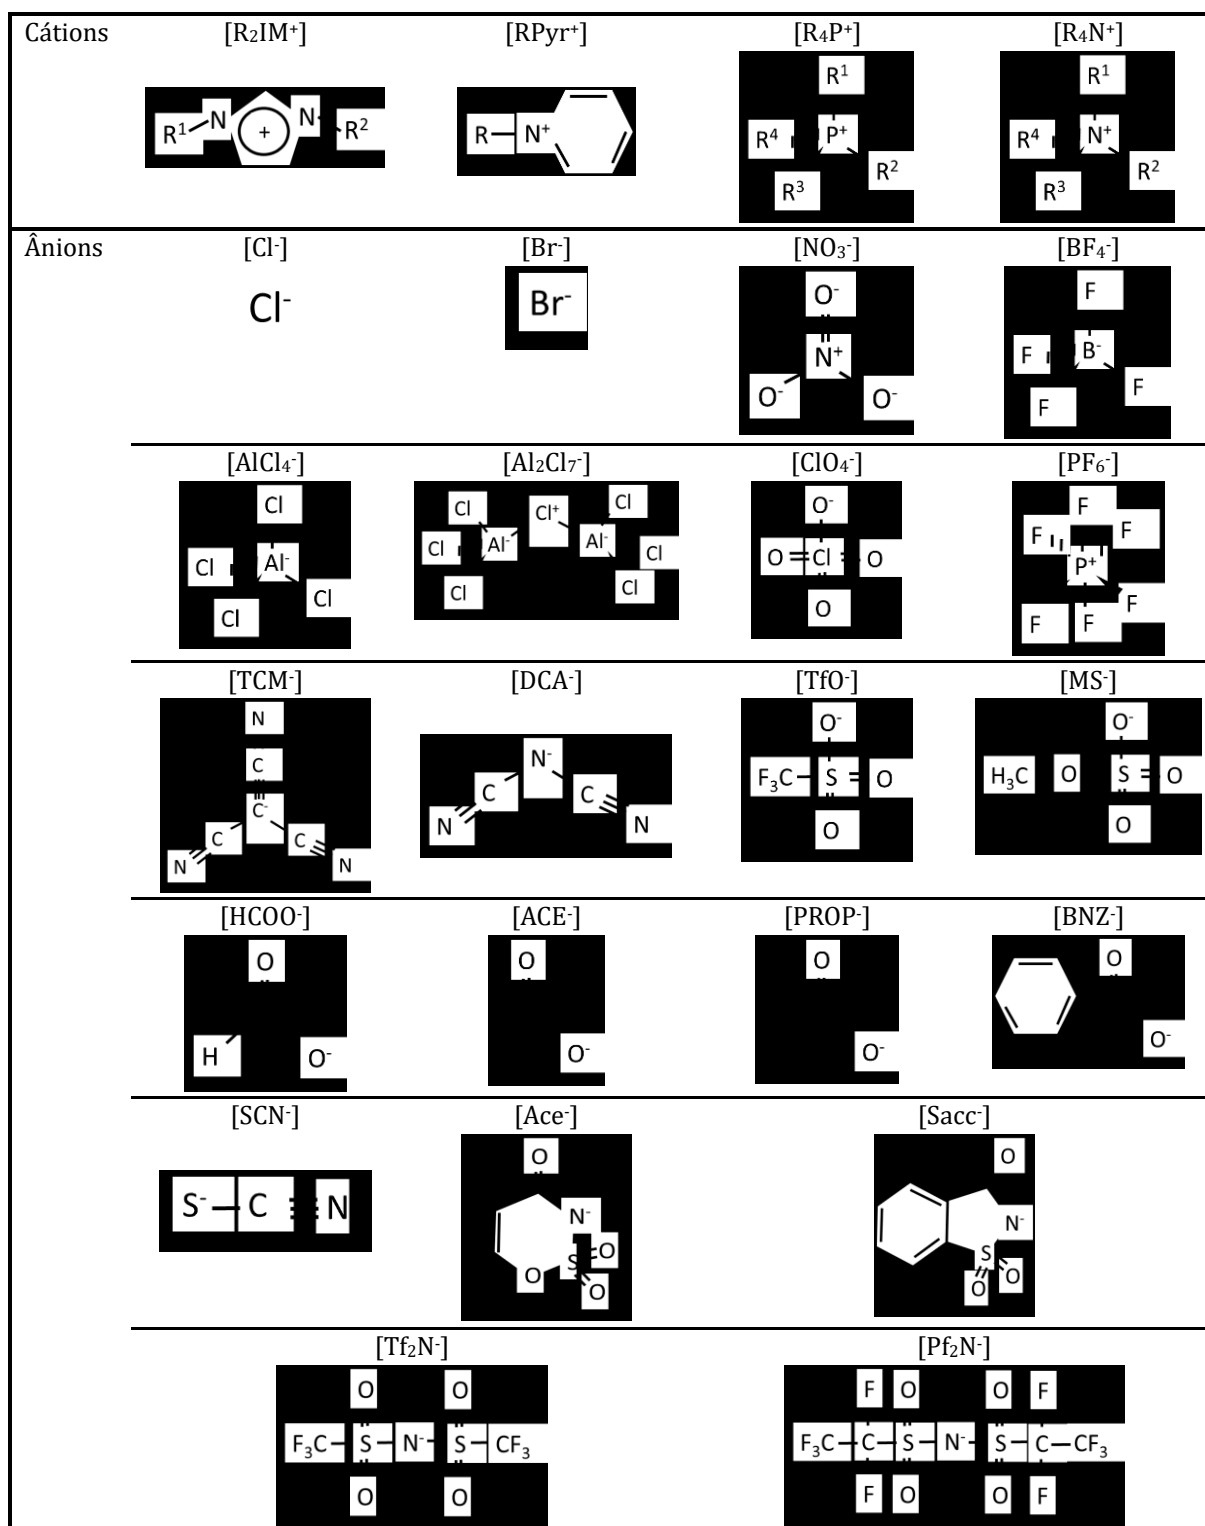 Cátions [R₂IM⁺] [RPyr⁺] [R₄P⁺] [R₄N⁺]
R¹ N + N R²
R N⁺
R¹ R⁴ P⁺ R² R³
R¹ R⁴ N⁺ R² R³
Ânions [Cl⁻] [Br⁻] [NO₃⁻] [BF₄⁻]
Cl⁻
Br⁻
O⁻ N⁺ O⁻ O⁻
F F B⁻ F F
[AlCl₄⁻] [Al₂Cl₇⁻] [ClO₄⁻] [PF₆⁻]
Cl Cl Al⁻ Cl Cl
Cl Cl⁺ Cl Cl Al⁻ Al⁻ Cl Cl Cl
O⁻ O Cl O O
F F F P⁺ F F F
[TCM⁻] [DCA⁻] [TfO⁻] [MS⁻]
N C C⁻ C C N N
N⁻ C C N N
O⁻ F₃C S O O
O⁻ H₃C O S O O
[HCOO⁻] [ACE⁻] [PROP⁻] [BNZ⁻]
O H O⁻
O O⁻
O O⁻
O O⁻
[SCN⁻] [Ace⁻] [Sacc⁻]
S⁻ C N
O N⁻ S O O O
O N⁻ S O O
[Tf₂N⁻] [Pf₂N⁻]
O O
F₃C S N⁻ S CF₃
O O
F O O F
F₃C C S N⁻ S C CF₃
F O O F